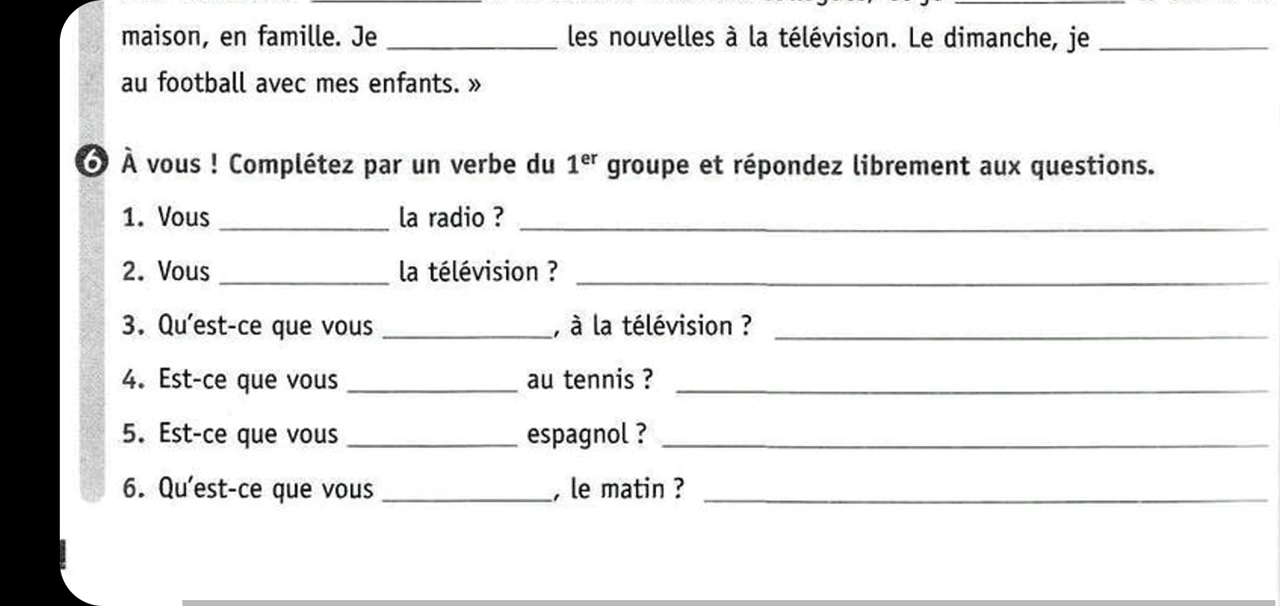 maison, en famille. Je ____________ les nouvelles à la télévision. Le dimanche, je ____________
au football avec mes enfants. »
6 À vous ! Complétez par un verbe du 1er groupe et répondez librement aux questions.
1. Vous ____________ la radio ? ____________
2. Vous ____________ la télévision ? ____________
3. Qu'est-ce que vous ____________, à la télévision ? ____________
4. Est-ce que vous ____________ au tennis ? ____________
5. Est-ce que vous ____________ espagnol ? ____________
6. Qu'est-ce que vous ____________, le matin ? ____________